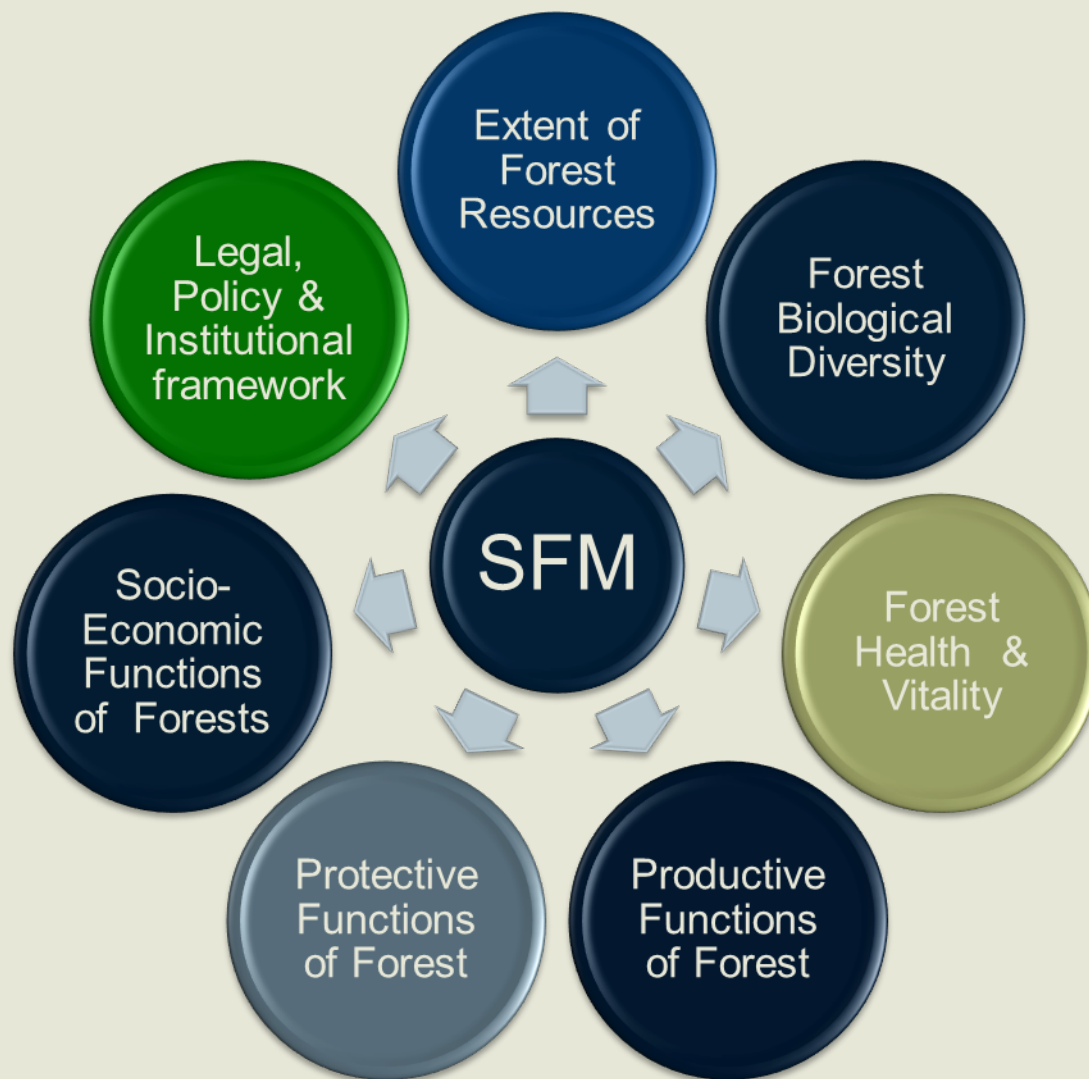 Extent of
Forest
Resources
Forest
Biological
Diversity
Forest
Health &
Vitality
Productive
Functions
of Forest
Protective
Functions
of Forest
Socio-
Economic
Functions
of Forests
Legal,
Policy &
Institutional
framework
SFM